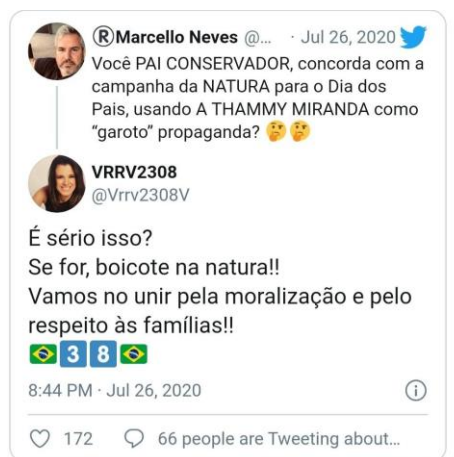 ®Marcello Neves @... · Jul 26, 2020
Você PAI CONSERVADOR, concorda com a
campanha da NATURA para o Dia dos
Pais, usando A THAMMY MIRANDA como
“garoto” propaganda? 🤔🤔
VRRV2308
@Vrrv2308V
É sério isso?
Se for, boicote na natura!!
Vamos no unir pela moralização e pelo
respeito às famílias!!
🇧🇷3️⃣8️⃣🇧🇷
8:44 PM · Jul 26, 2020
172 66 people are Tweeting about...